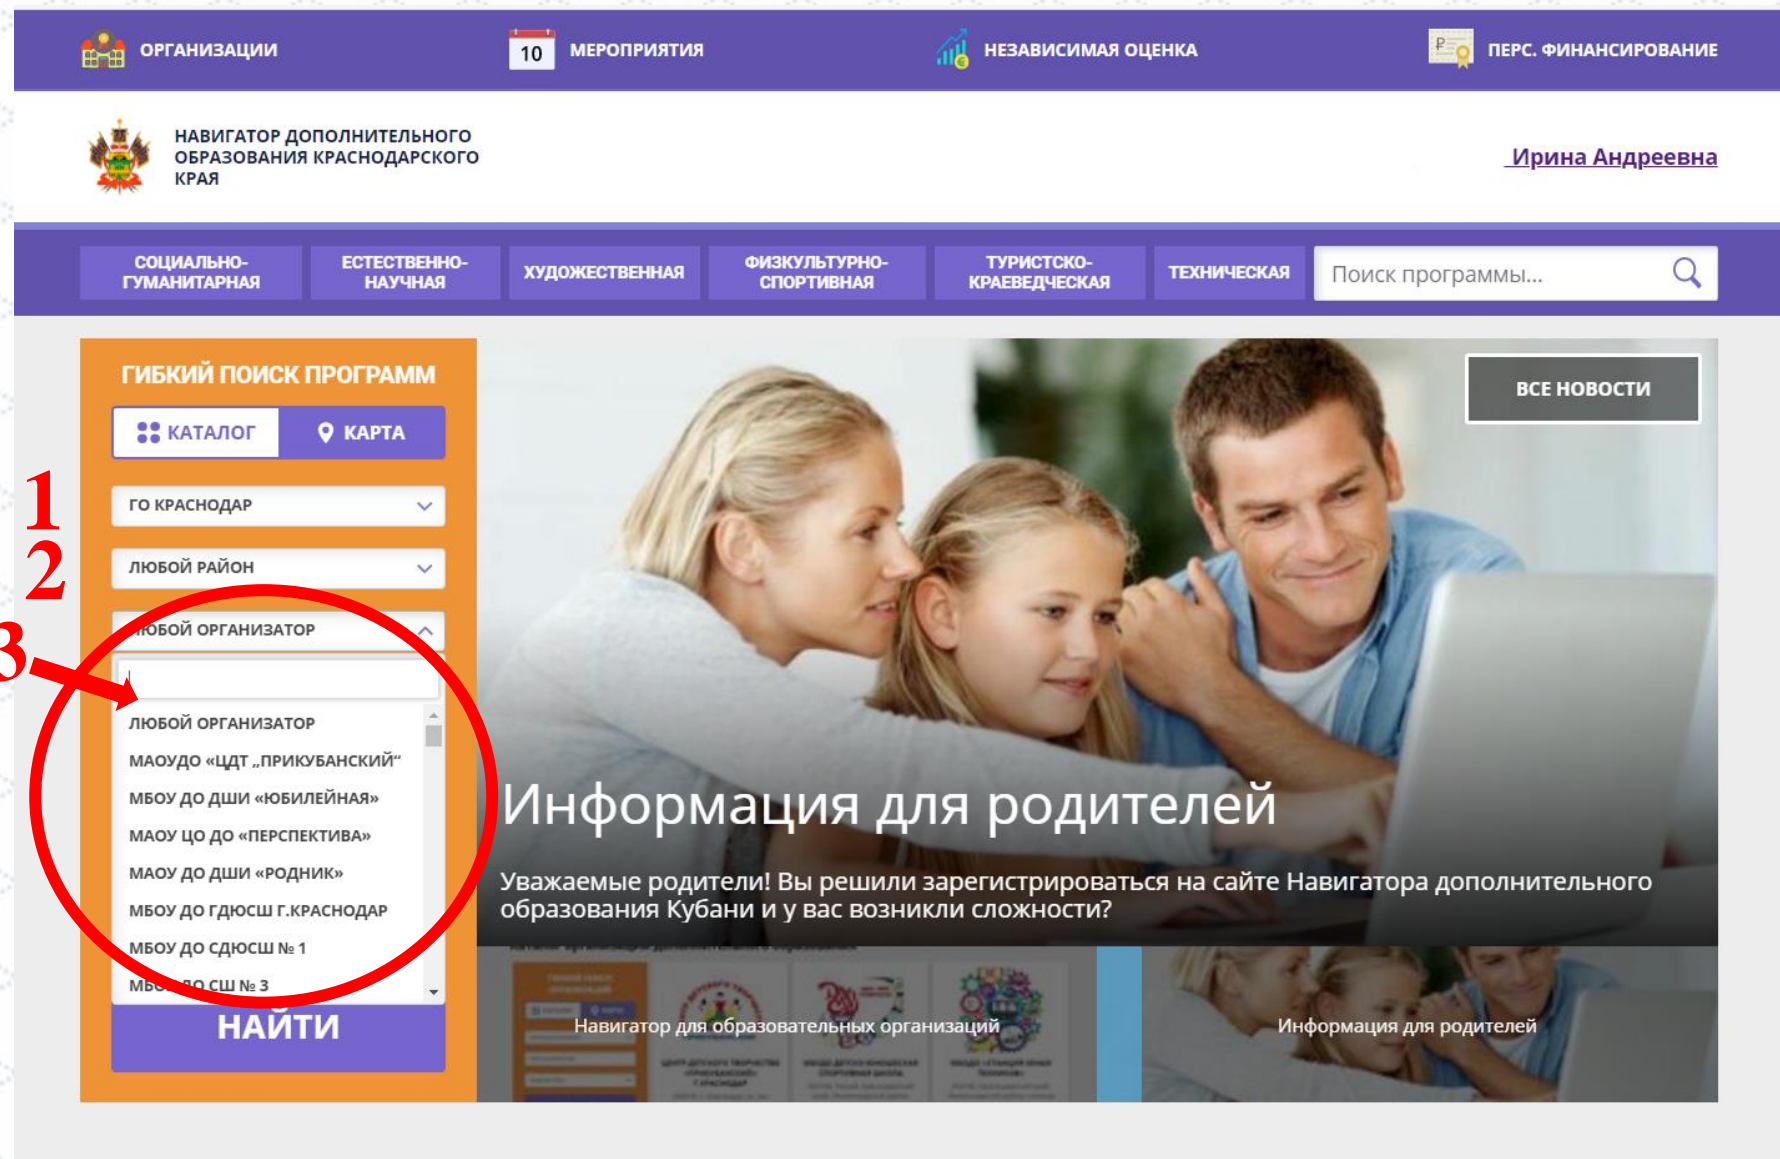 ОРГАНИЗАЦИИ
10 МЕРОПРИЯТИЯ
НЕЗАВИСИМАЯ ОЦЕНКА
ПЕРС. ФИНАНСИРОВАНИЕ
НАВИГАТОР ДОПОЛНИТЕЛЬНОГО
ОБРАЗОВАНИЯ КРАСНОДАРСКОГО
КРАЯ
Ирина Андреевна
СОЦИАЛЬНО-
ГУМАНИТАРНАЯ
ЕСТЕСТВЕННО-
НАУЧНАЯ
ХУДОЖЕСТВЕННАЯ
ФИЗКУЛЬТУРНО-
СПОРТИВНАЯ
ТУРИСТСКО-
КРАЕВЕДЧЕСКАЯ
ТЕХНИЧЕСКАЯ
Поиск программы...
ГИБКИЙ ПОИСК ПРОГРАММ
КАТАЛОГ
КАРТА
1
ГО КРАСНОДАР
2
ЛЮБОЙ РАЙОН
3
ЛЮБОЙ ОРГАНИЗАТОР
ЛЮБОЙ ОРГАНИЗАТОР
МАОУДО «ЦДТ „ПРИКУБАНСКИЙ“
МБОУ ДО ДШИ «ЮБИЛЕЙНАЯ»
МАОУ ЦО ДО «ПЕРСПЕКТИВА»
МАОУ ДО ДШИ «РОДНИК»
МБОУ ДО ГДЮСШ Г.КРАСНОДАР
МБОУ ДО СДЮСШ № 1
МБОУ ДО СШ № 3
НАЙТИ
ВСЕ НОВОСТИ
Информация для родителей
Уважаемые родители! Вы решили зарегистрироваться на сайте Навигатора дополнительного
образования Кубани и у вас возникли сложности?
Навигатор для образовательных организаций
Информация для родителей